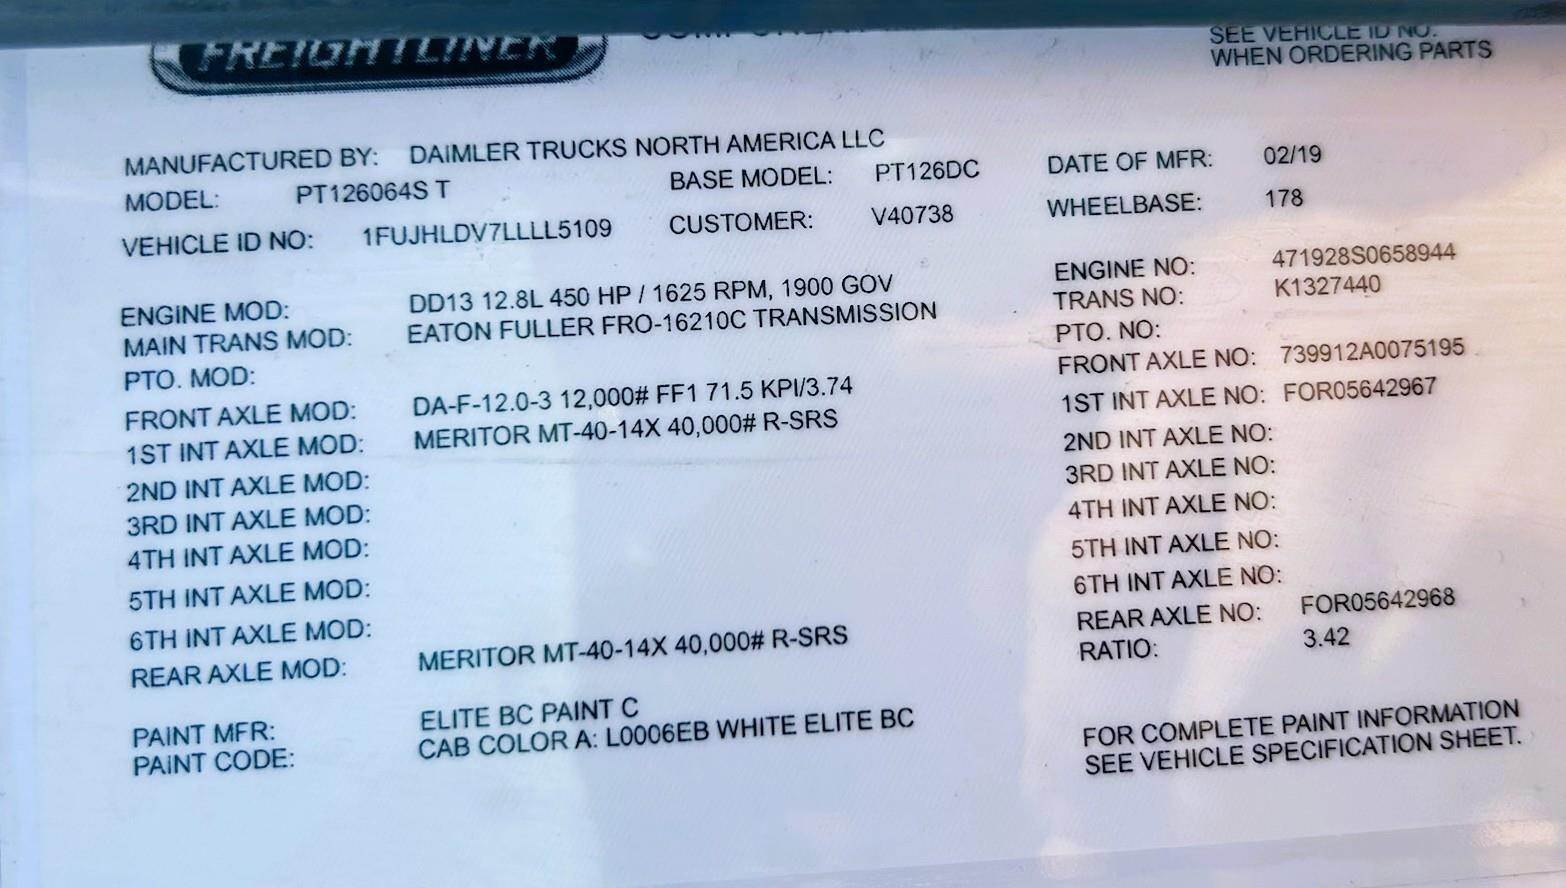 FREIGHTLINER
SEE VEHICLE ID NO.
WHEN ORDERING PARTS
MANUFACTURED BY: DAIMLER TRUCKS NORTH AMERICA LLC
MODEL: PT126064S T BASE MODEL: PT126DC DATE OF MFR: 02/19
VEHICLE ID NO: 1FUJHLDV7LLLL5109 CUSTOMER: V40738 WHEELBASE: 178
ENGINE MOD: DD13 12.8L 450 HP / 1625 RPM, 1900 GOV ENGINE NO: 471928S0658944
MAIN TRANS MOD: EATON FULLER FRO-16210C TRANSMISSION TRANS NO: K1327440
PTO. MOD: PTO. NO:
FRONT AXLE MOD: DA-F-12.0-3 12,000# FF1 71.5 KPI/3.74 FRONT AXLE NO: 739912A0075195
1ST INT AXLE MOD: MERITOR MT-40-14X 40,000# R-SRS 1ST INT AXLE NO: FOR05642967
2ND INT AXLE MOD: 2ND INT AXLE NO:
3RD INT AXLE MOD: 3RD INT AXLE NO:
4TH INT AXLE MOD: 4TH INT AXLE NO:
5TH INT AXLE MOD: 5TH INT AXLE NO:
6TH INT AXLE MOD: 6TH INT AXLE NO:
REAR AXLE MOD: MERITOR MT-40-14X 40,000# R-SRS REAR AXLE NO: FOR05642968
RATIO: 3.42
PAINT MFR: ELITE BC PAINT C
PAINT CODE: CAB COLOR A: L0006EB WHITE ELITE BC
FOR COMPLETE PAINT INFORMATION
SEE VEHICLE SPECIFICATION SHEET.